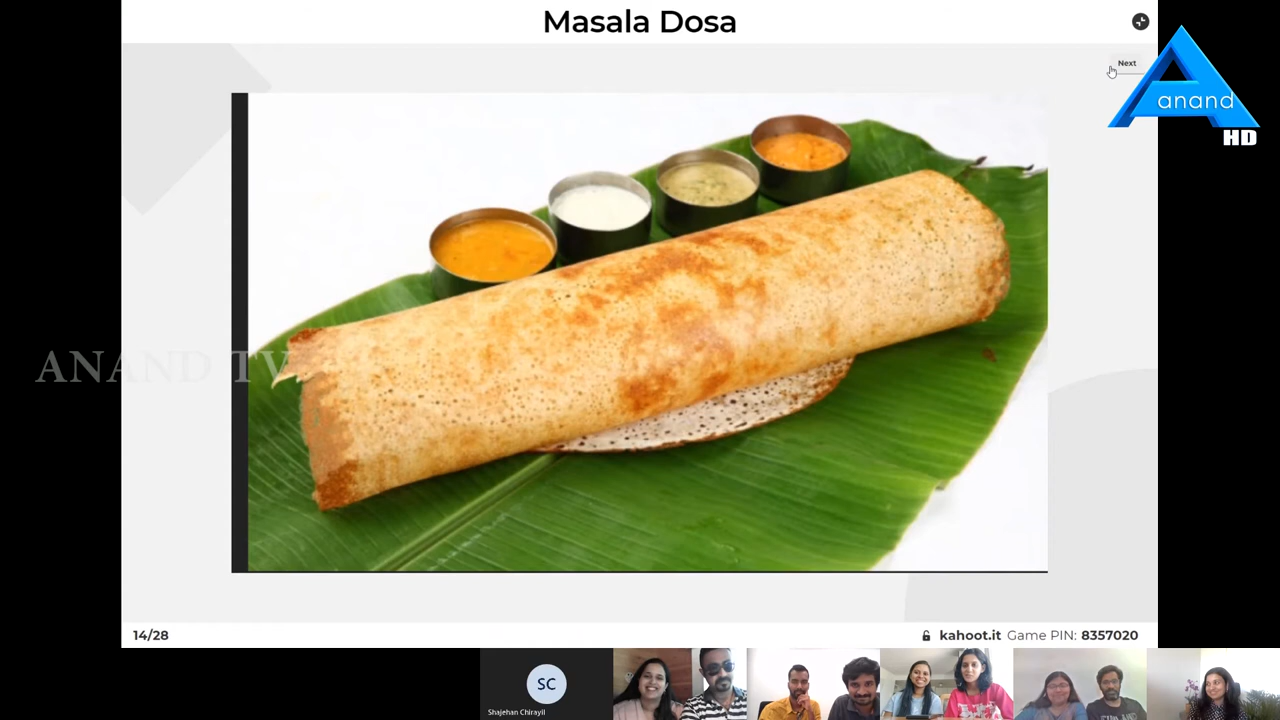 Masala Dosa
Next
anand
HD
ANAND TV
14/28
kahoot.it Game PIN: 8357020
SC
Shajehan Chirayil